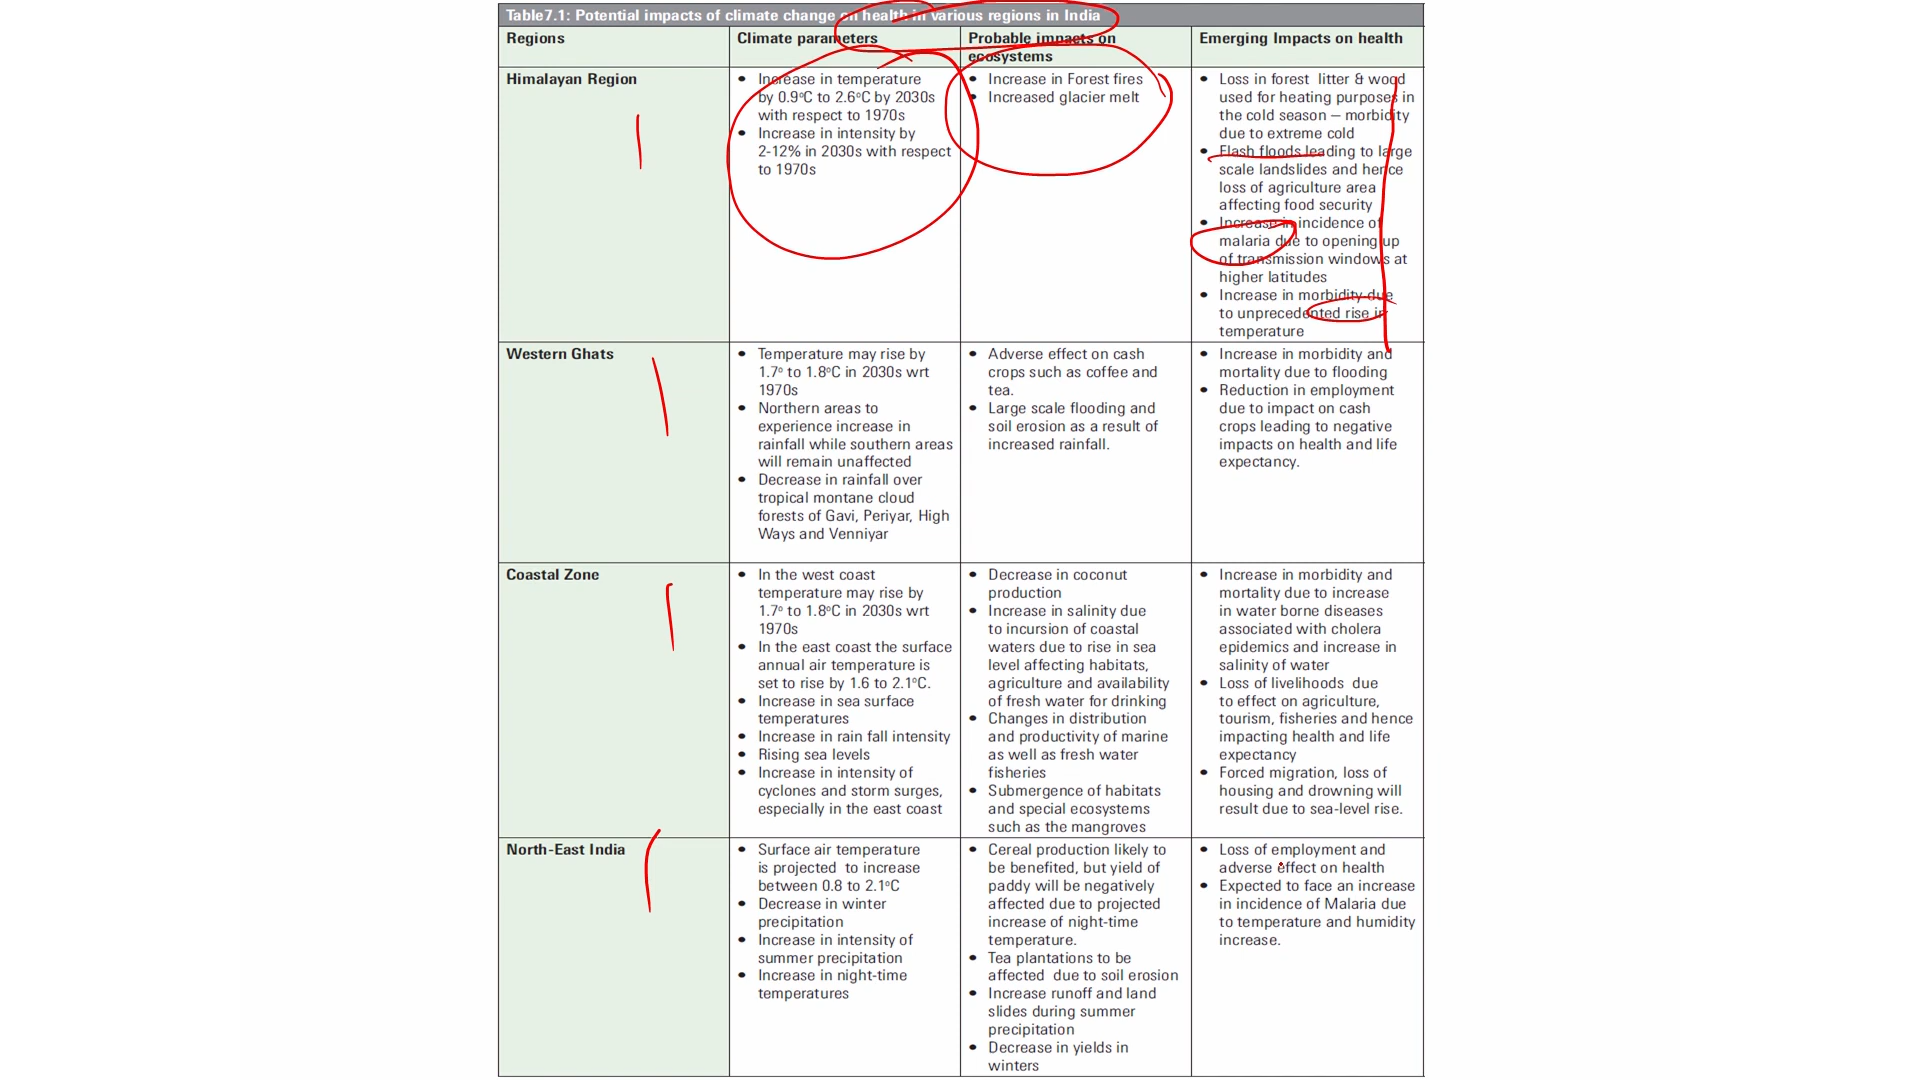 Table7.1: Potential impacts of climate change on health in various regions in India
Regions
Climate parameters
Probable impacts on
ecosystems
Emerging Impacts on health
Himalayan Region
• Increase in temperature
by 0.9°C to 2.6°C by 2030s
with respect to 1970s
• Increase in intensity by
2-12% in 2030s with respect
to 1970s
• Increase in Forest fires
• Increased glacier melt
• Loss in forest litter & wood
used for heating purposes in
the cold season – morbidity
due to extreme cold
• Flash floods leading to large
scale landslides and hence
loss of agriculture area
affecting food security
• Increase in incidence of
malaria due to opening up
of transmission windows at
higher latitudes
• Increase in morbidity due
to unprecedented rise in
temperature
Western Ghats
• Temperature may rise by
1.7° to 1.8°C in 2030s wrt
1970s
• Northern areas to
experience increase in
rainfall while southern areas
will remain unaffected
• Decrease in rainfall over
tropical montane cloud
forests of Gavi, Periyar, High
Ways and Venniyar
• Adverse effect on cash
crops such as coffee and
tea.
• Large scale flooding and
soil erosion as a result of
increased rainfall.
• Increase in morbidity and
mortality due to flooding
• Reduction in employment
due to impact on cash
crops leading to negative
impacts on health and life
expectancy.
Coastal Zone
• In the west coast
temperature may rise by
1.7° to 1.8°C in 2030s wrt
1970s
• In the east coast the surface
annual air temperature is
set to rise by 1.6 to 2.1°C.
• Increase in sea surface
temperatures
• Increase in rain fall intensity
• Rising sea levels
• Increase in intensity of
cyclones and storm surges,
especially in the east coast
• Decrease in coconut
production
• Increase in salinity due
to incursion of coastal
waters due to rise in sea
level affecting habitats,
agriculture and availability
of fresh water for drinking
• Changes in distribution
and productivity of marine
as well as fresh water
fisheries
• Submergence of habitats
and special ecosystems
such as the mangroves
• Increase in morbidity and
mortality due to increase
in water borne diseases
associated with cholera
epidemics and increase in
salinity of water
• Loss of livelihoods due
to effect on agriculture,
tourism, fisheries and hence
impacting health and life
expectancy
• Forced migration, loss of
housing and drowning will
result due to sea-level rise.
North-East India
• Surface air temperature
is projected to increase
between 0.8 to 2.1°C
• Decrease in winter
precipitation
• Increase in intensity of
summer precipitation
• Increase in night-time
temperatures
• Cereal production likely to
be benefited, but yield of
paddy will be negatively
affected due to projected
increase of night-time
temperature.
• Tea plantations to be
affected due to soil erosion
• Increase runoff and land
slides during summer
precipitation
• Decrease in yields in
winters
• Loss of employment and
adverse effect on health
• Expected to face an increase
in incidence of Malaria due
to temperature and humidity
increase.